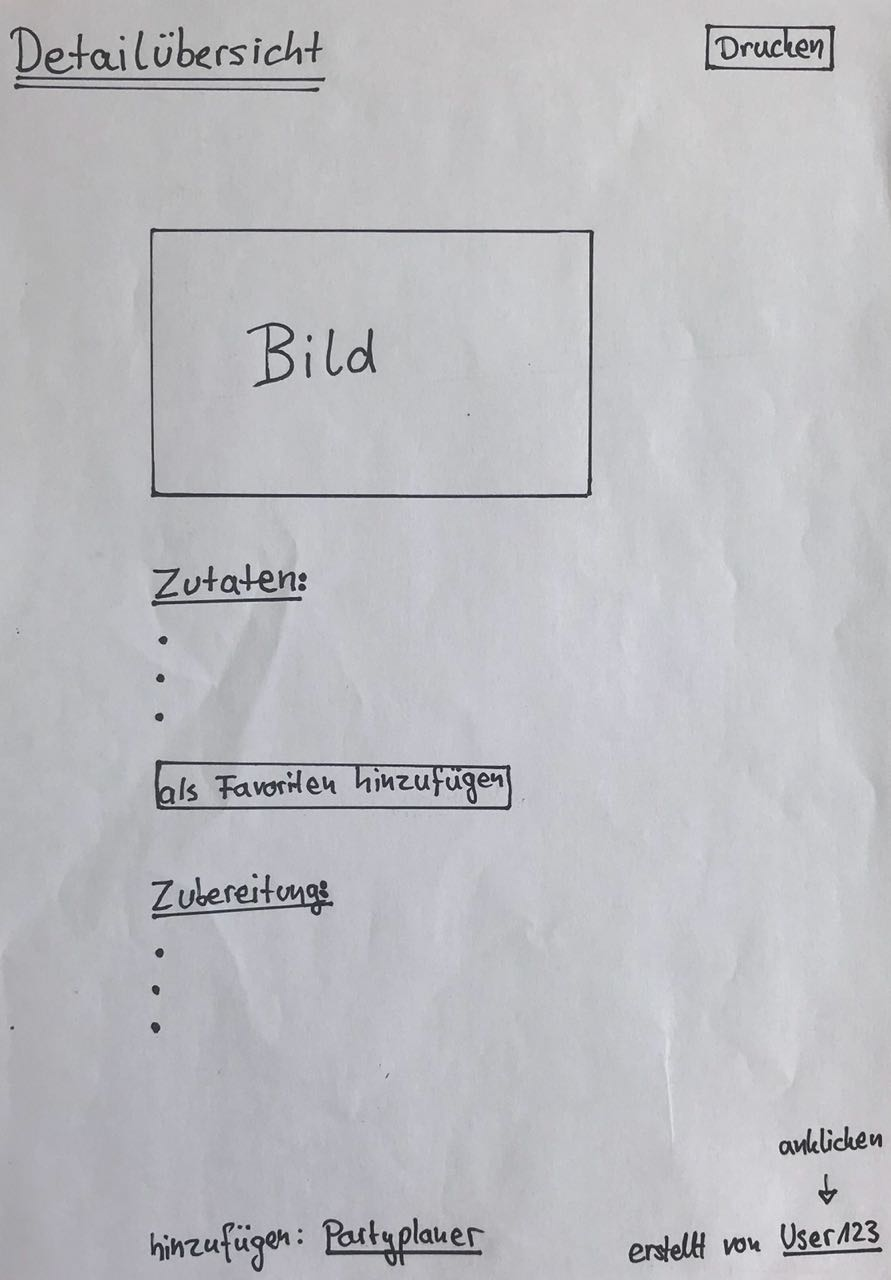 Detailübersicht
Drucken
Bild
Zutaten:
•
•
•
als Favoriten hinzufügen
Zubereitung:
•
•
•
anklicken
↓
hinzufügen: Partyplaner
erstellt von User123